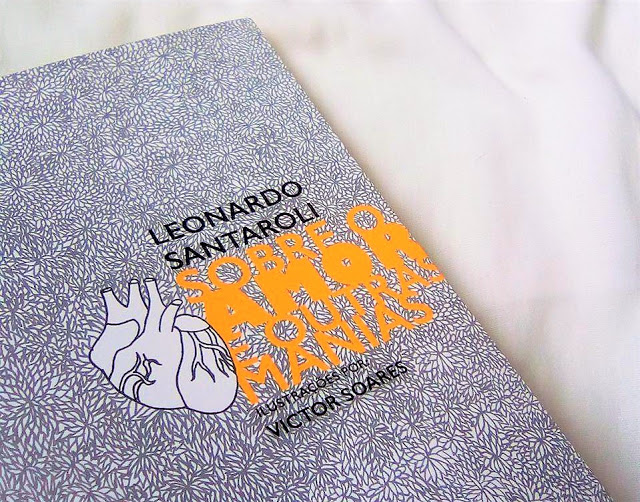 LEONARDO
SANTAROLI
SOBRE O
AMOR
E OUTRAS
MANIAS
ILUSTRAÇÕES POR
VICTOR SOARES